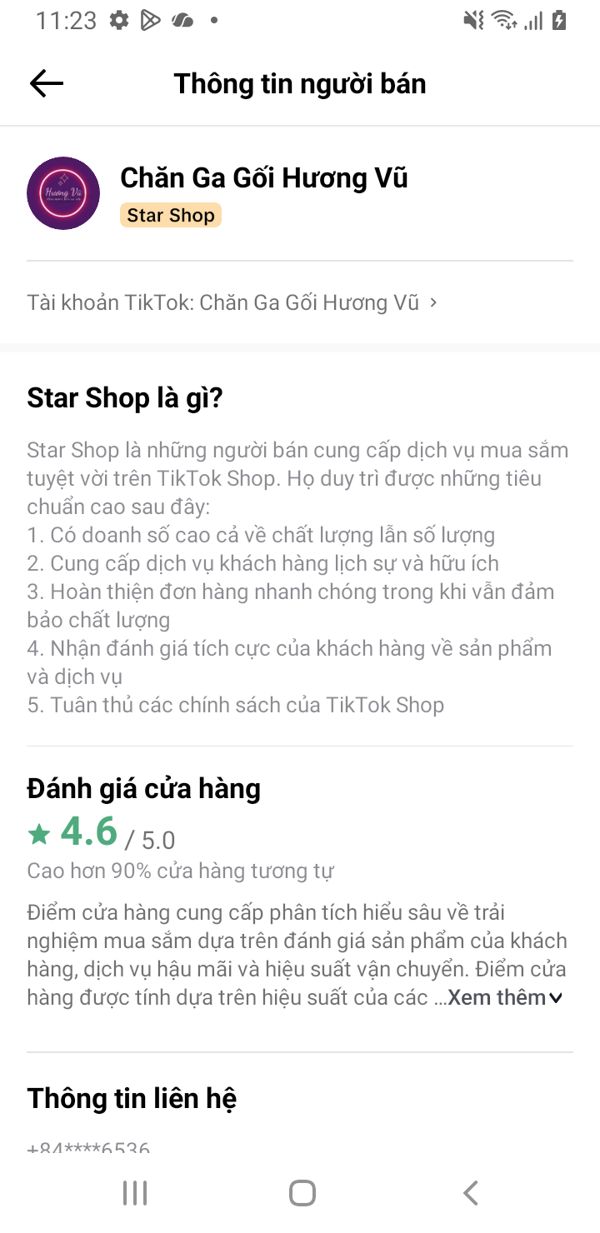 11:23
Thông tin người bán
Hương Vũ
Chăn Ga Gối Hương Vũ
Star Shop
Tài khoản TikTok: Chăn Ga Gối Hương Vũ
Star Shop là gì?
Star Shop là những người bán cung cấp dịch vụ mua sắm
tuyệt vời trên TikTok Shop. Họ duy trì được những tiêu
chuẩn cao sau đây:
1. Có doanh số cao cả về chất lượng lẫn số lượng
2. Cung cấp dịch vụ khách hàng lịch sự và hữu ích
3. Hoàn thiện đơn hàng nhanh chóng trong khi vẫn đảm
bảo chất lượng
4. Nhận đánh giá tích cực của khách hàng về sản phẩm
và dịch vụ
5. Tuân thủ các chính sách của TikTok Shop
Đánh giá cửa hàng
4.6 / 5.0
Cao hơn 90% cửa hàng tương tự
Điểm cửa hàng cung cấp phân tích hiểu sâu về trải
nghiệm mua sắm dựa trên đánh giá sản phẩm của khách
hàng, dịch vụ hậu mãi và hiệu suất vận chuyển. Điểm cửa
hàng được tính dựa trên hiệu suất của các ...Xem thêm
Thông tin liên hệ
+84****6536